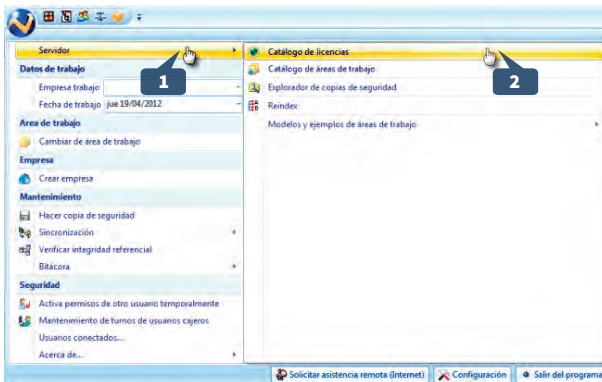 Servidor
Datos de trabajo
1
Empresa trabajo
Fecha de trabajo jue 19/04/2012
Area de trabajo
Cambiar de área de trabajo
Empresa
Crear empresa
Mantenimiento
Hacer copia de seguridad
Sincronización
Verificar integridad referencial
Bitácora
Seguridad
Activa permisos de otro usuario temporalmente
Mantenimiento de turnos de usuarios cajeros
Usuarios conectados...
Acerca de...
Catálogo de licencias
Catálogo de áreas de trabajo
2
Explorador de copias de seguridad
Reindex
Modelos y ejemplos de áreas de trabajo
Solicitar asistencia remota (Internet)
Configuración
Salir del programa